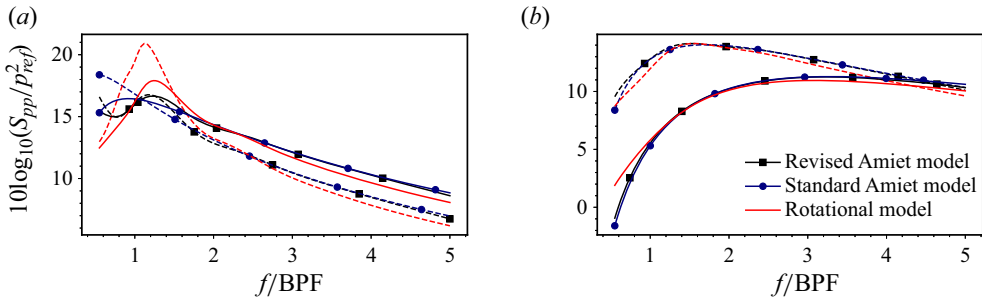 (a)
(b)
20
15
10
10log10(Spp/p²ref)
1 2 3 4 5
f/BPF
10
5
0
Revised Amiet model
Standard Amiet model
Rotational model
1 2 3 4 5
f/BPF